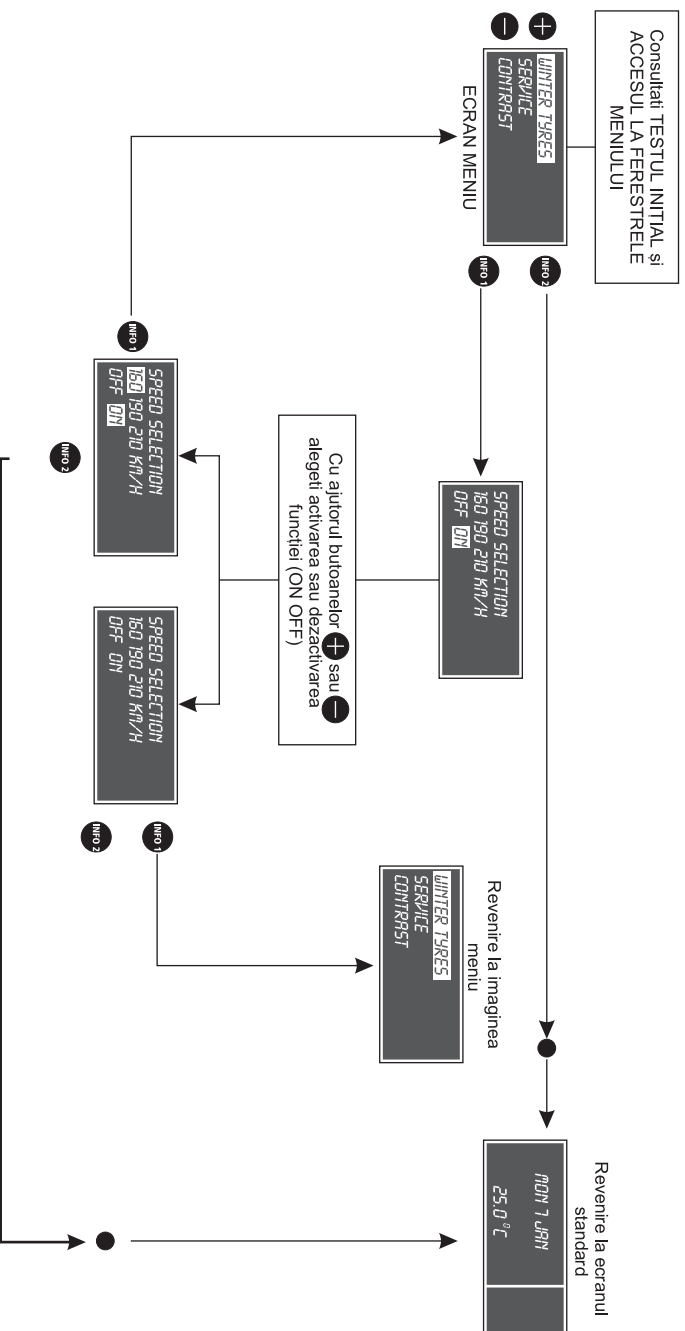 Consultati TESTUL INIȚIAL și
ACCESUL LA FERESTRELE
MENIULUI
WINTER TYRES
SERVICE
CONTRAST
ECRAN MENIU
INFO 2
INFO 1
SPEED SELECTION
160 190 210 KM/H
OFF ON
Cu ajutorul butoanelor + sau -
alegeti activarea sau dezactivarea
funcției (ON OFF)
INFO 1
SPEED SELECTION
160 190 210 KM/H
OFF ON
INFO 2
SPEED SELECTION
160 190 210 KM/H
OFF ON
INFO 1
INFO 2
Revenire la imaginea
meniu
WINTER TYRES
SERVICE
CONTRAST
Revenire la ecranul
standard
MON 7 JAN
25.0 °C